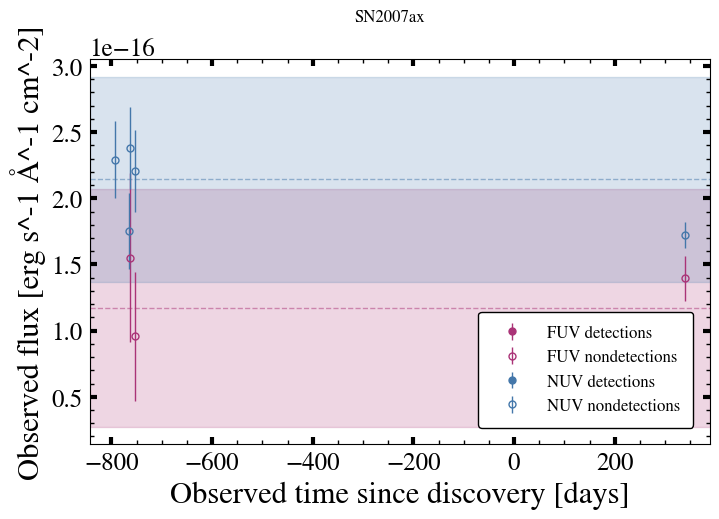 SN2007ax
1e−16
3.0
2.5
2.0
1.5
1.0
0.5
Observed flux [erg s^-1 Å^-1 cm^-2]
FUV detections
FUV nondetections
NUV detections
NUV nondetections
−800 −600 −400 −200 0 200
Observed time since discovery [days]